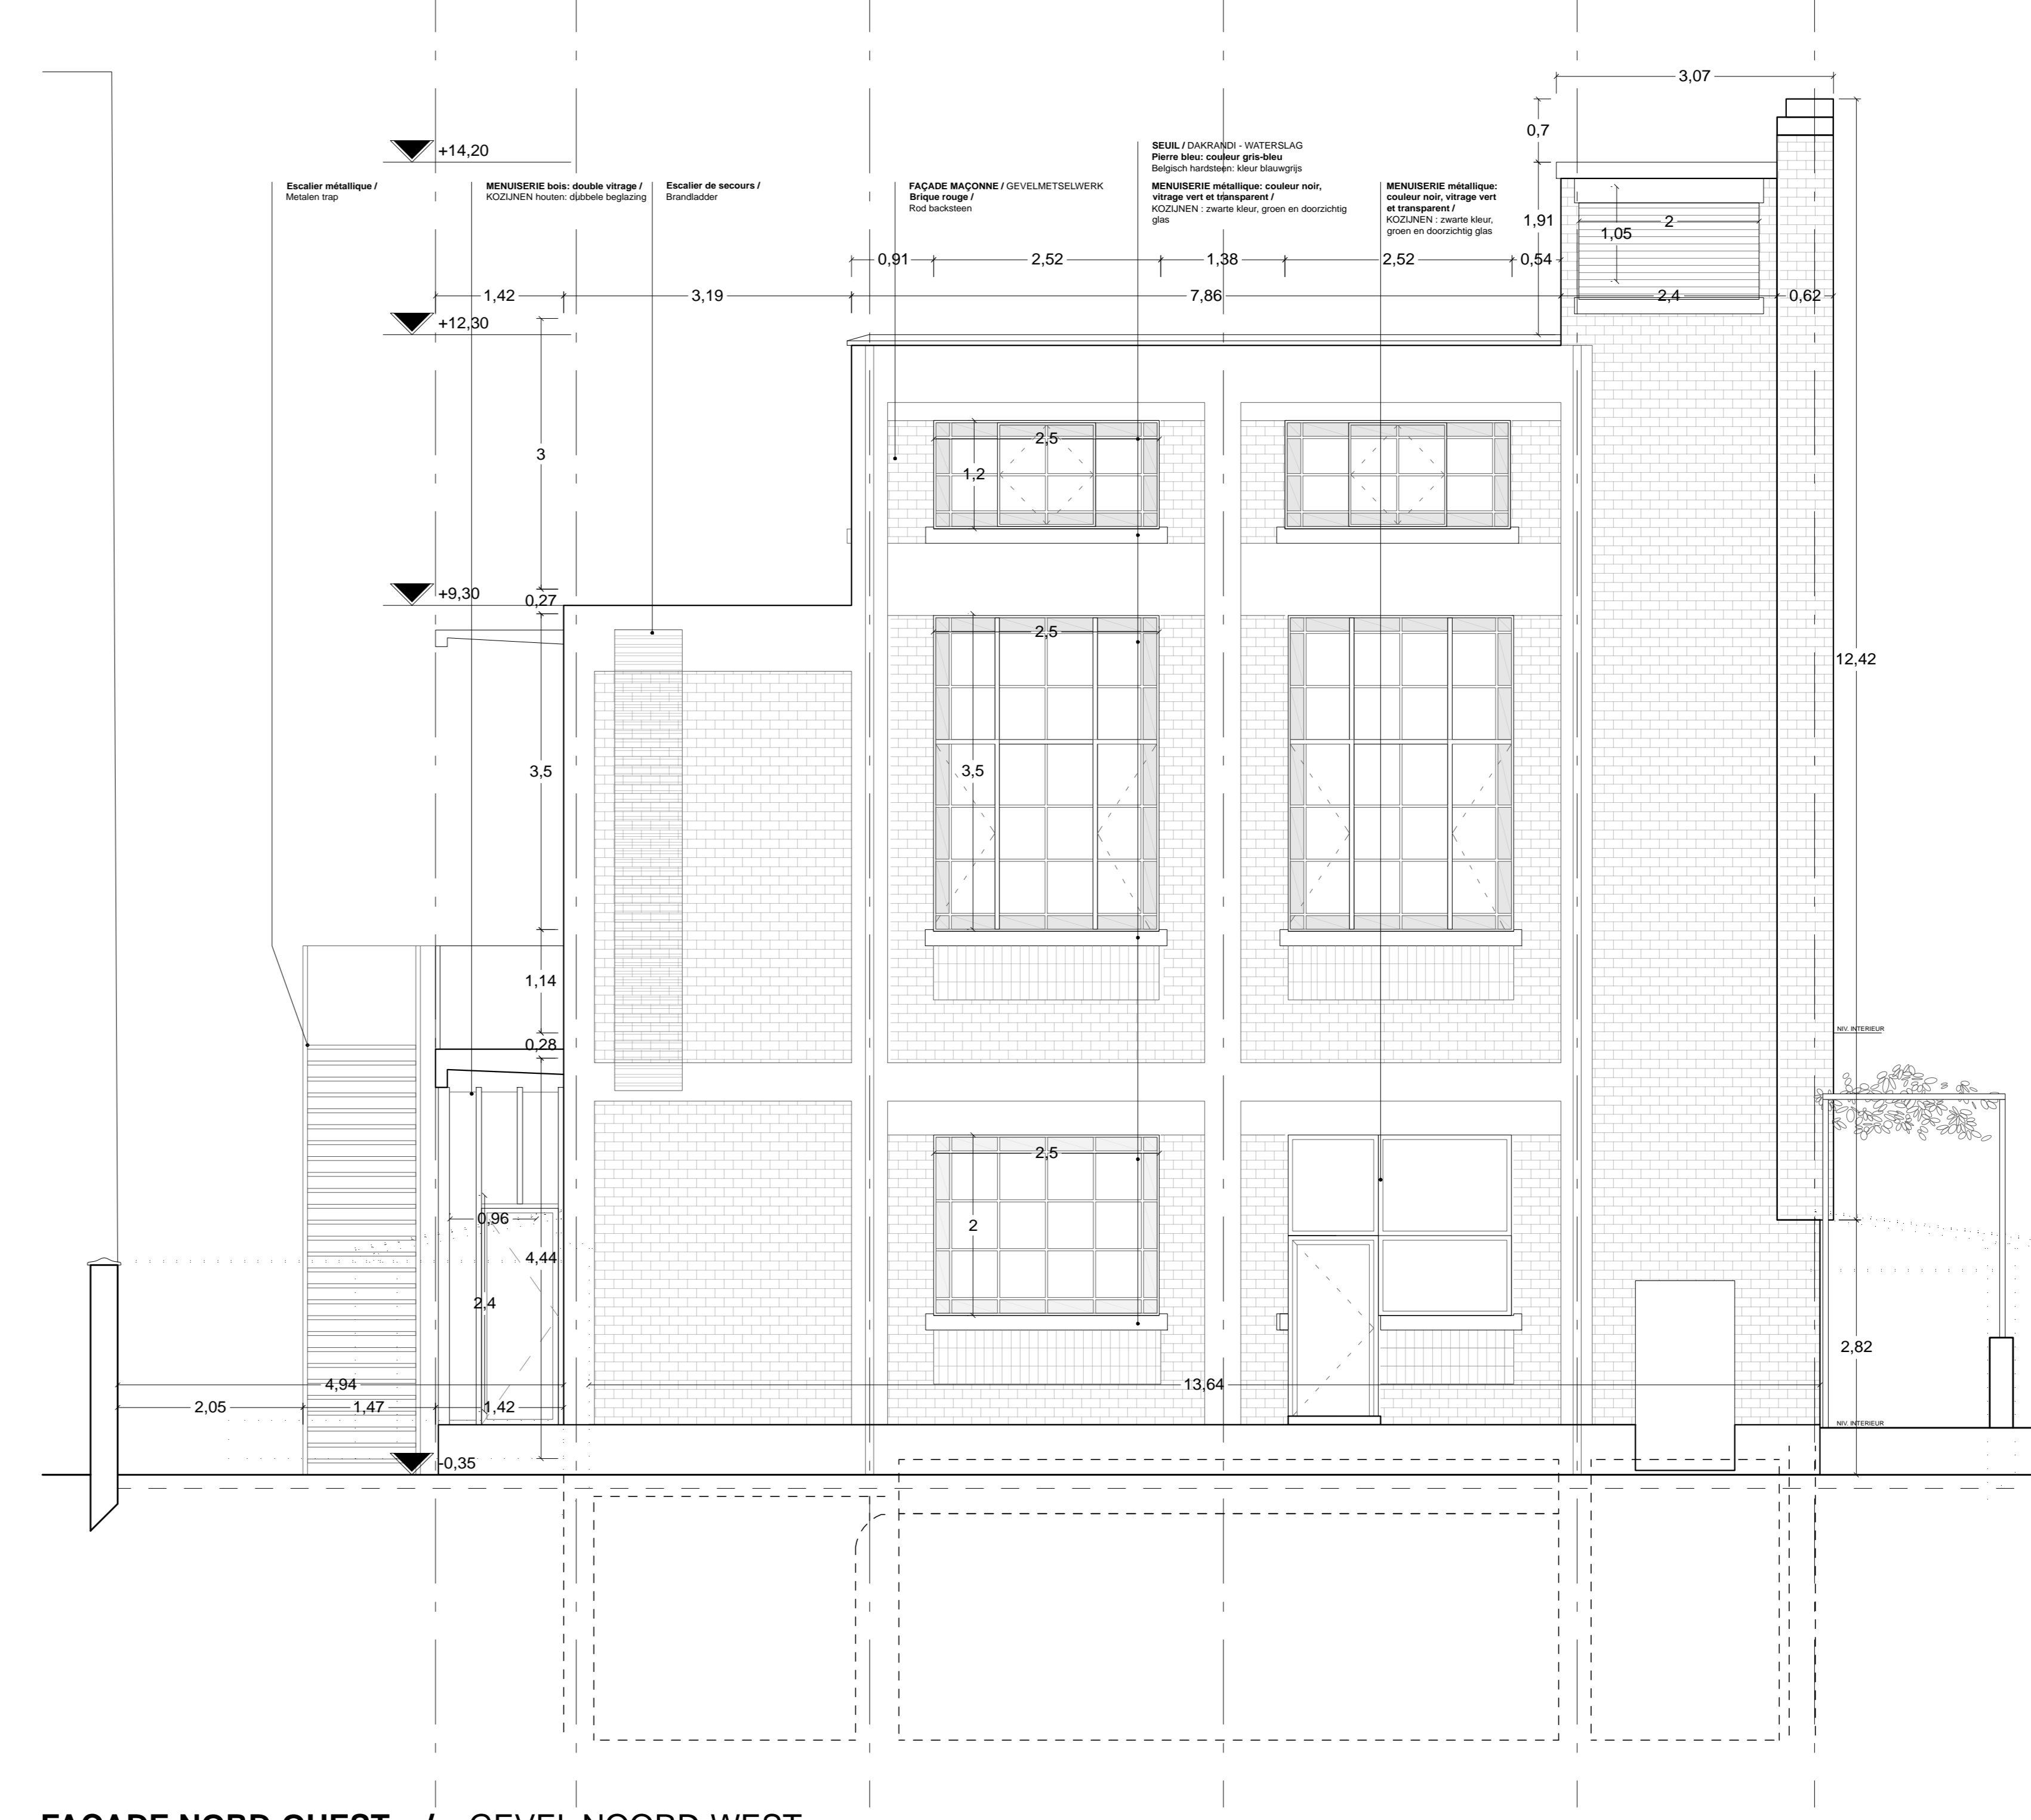 3,07
0,7
+14,20
SEUIL / DAKRANDI - WATERSLAG
Pierre bleu: couleur gris-bleu
Belgisch hardsteen: kleur blauwgrijs
Escalier métallique /
Metalen trap
MENUISERIE bois: double vitrage /
KOZIJNEN houten: dubbele beglazing
Escalier de secours /
Brandladder
FAÇADE MAÇONNE / GEVELMETSELWERK
Brique rouge /
Rod backsteen
MENUISERIE métallique: couleur noir,
vitrage vert et transparent /
KOZIJNEN : zwarte kleur, groen en doorzichtig
glas
MENUISERIE métallique:
couleur noir, vitrage vert
et transparent /
KOZIJNEN : zwarte kleur,
groen en doorzichtig glas
1,91
2
1,05
0,91
2,52
1,38
2,52
0,54
1,42
3,19
7,86
2,4
0,62
+12,30
2,5
3
1,2
+9,30
0,27
2,5
12,42
3,5
3,5
1,14
NIV. INTERIEUR
0,28
2,5
0,96
2
4,44
2,4
2,82
4,94
13,64
2,05
1,47
1,42
NIV. INTERIEUR
-0,35
FAÇADE NORD-OUEST / GEVEL NOORD-WEST